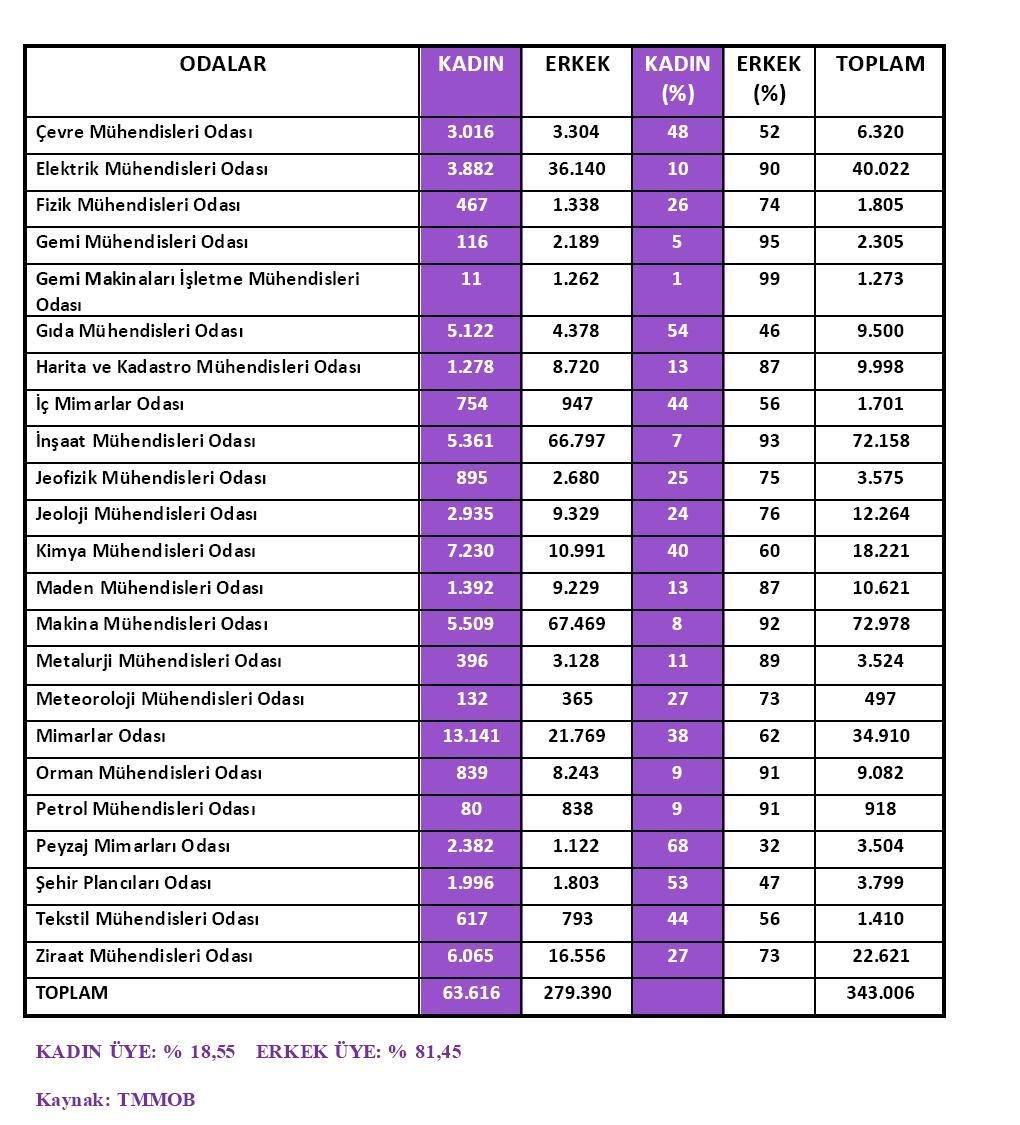 ODALAR KADIN ERKEK KADIN (%) ERKEK (%) TOPLAM
Çevre Mühendisleri Odası 3.016 3.304 48 52 6.320
Elektrik Mühendisleri Odası 3.882 36.140 10 90 40.022
Fizik Mühendisleri Odası 467 1.338 26 74 1.805
Gemi Mühendisleri Odası 116 2.189 5 95 2.305
Gemi Makinaları İşletme Mühendisleri 11 1.262 1 99 1.273
Odası
Gıda Mühendisleri Odası 5.122 4.378 54 46 9.500
Harita ve Kadastro Mühendisleri Odası 1.278 8.720 13 87 9.998
İç Mimarlar Odası 754 947 44 56 1.701
İnşaat Mühendisleri Odası 5.361 66.797 7 93 72.158
Jeofizik Mühendisleri Odası 895 2.680 25 75 3.575
Jeoloji Mühendisleri Odası 2.935 9.329 24 76 12.264
Kimya Mühendisleri Odası 7.230 10.991 40 60 18.221
Maden Mühendisleri Odası 1.392 9.229 13 87 10.621
Makina Mühendisleri Odası 5.509 67.469 8 92 72.978
Metalurji Mühendisleri Odası 396 3.128 11 89 3.524
Meteoroloji Mühendisleri Odası 132 365 27 73 497
Mimarlar Odası 13.141 21.769 38 62 34.910
Orman Mühendisleri Odası 839 8.243 9 91 9.082
Petrol Mühendisleri Odası 80 838 9 91 918
Peyzaj Mimarları Odası 2.382 1.122 68 32 3.504
Şehir Plancıları Odası 1.996 1.803 53 47 3.799
Tekstil Mühendisleri Odası 617 793 44 56 1.410
Ziraat Mühendisleri Odası 6.065 16.556 27 73 22.621
TOPLAM 63.616 279.390 343.006
KADIN ÜYE: % 18,55 ERKEK ÜYE: % 81,45
Kaynak: TMMOB